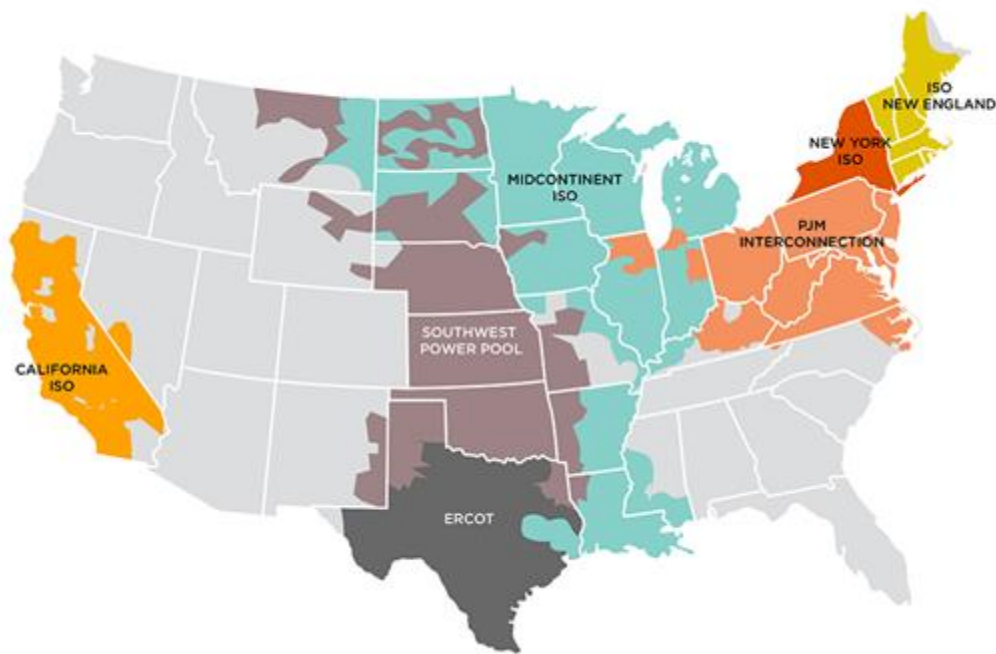 ISO
NEW ENGLAND
NEW YORK
ISO
MIDCONTINENT
ISO
PJM
INTERCONNECTION
SOUTHWEST
POWER POOL
CALIFORNIA
ISO
ERCOT